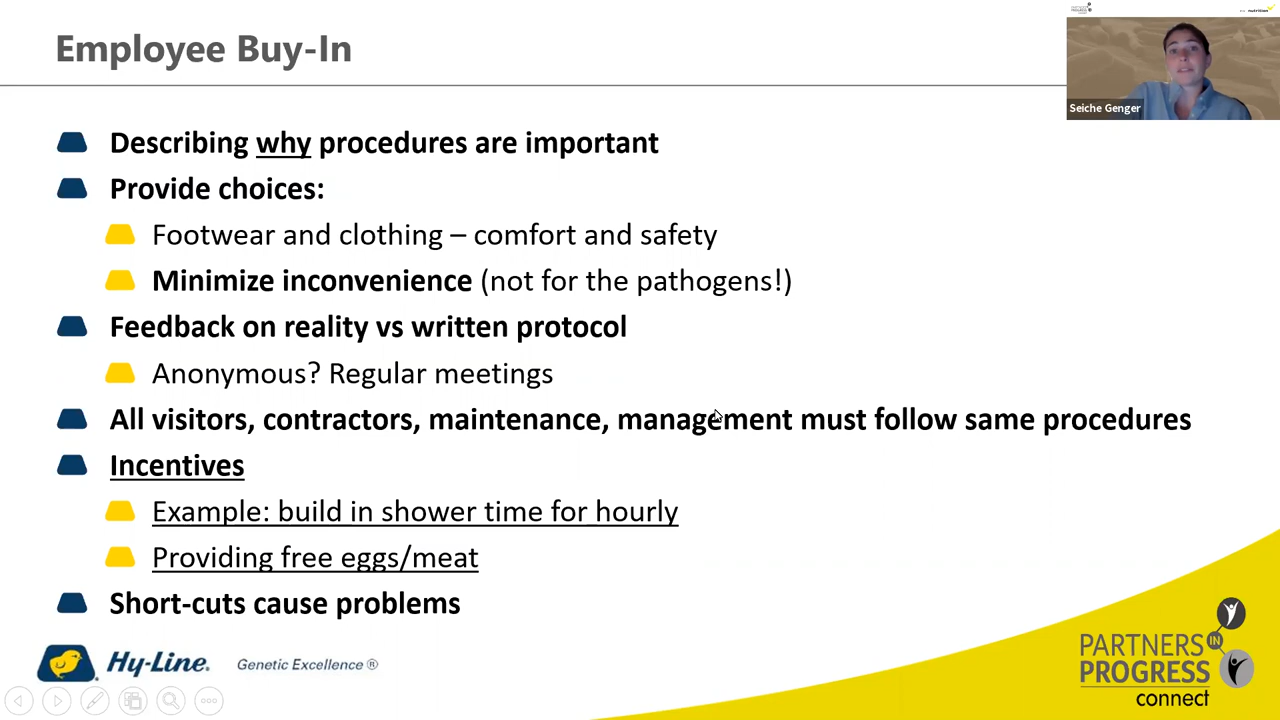 Employee Buy-In
Seiche Genger
Describing why procedures are important
Provide choices:
Footwear and clothing – comfort and safety
Minimize inconvenience (not for the pathogens!)
Feedback on reality vs written protocol
Anonymous? Regular meetings
All visitors, contractors, maintenance, management must follow same procedures
Incentives
Example: build in shower time for hourly
Providing free eggs/meat
Short-cuts cause problems
Hy-Line®
Genetic Excellence ®
PARTNERS IN
PROGRESS
connect